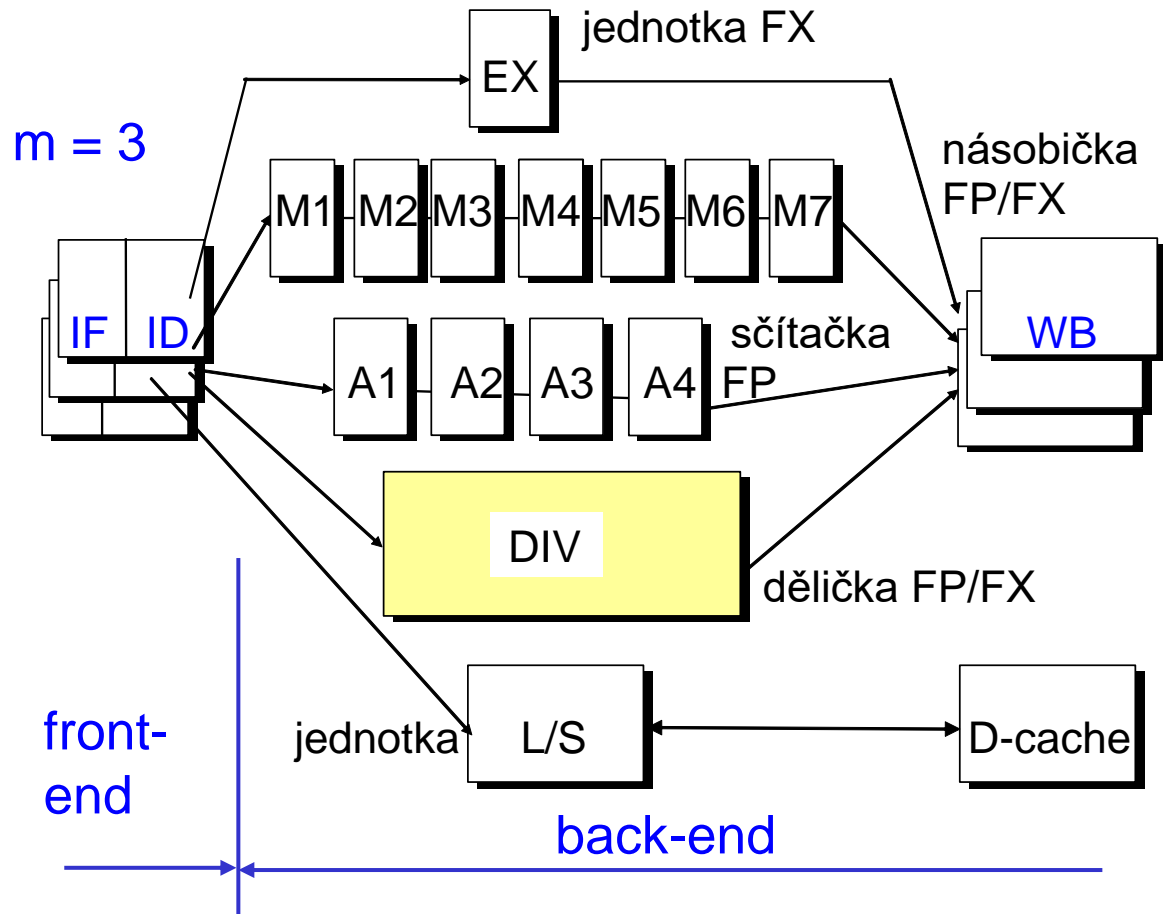 jednotka FX
EX
m = 3
násobička
FP/FX
M1 M2 M3 M4 M5 M6 M7
IF ID
WB
sčítačka
FP
A1 A2 A3 A4
DIV
dělička FP/FX
jednotka
L/S
D-cache
front-
end
back-end